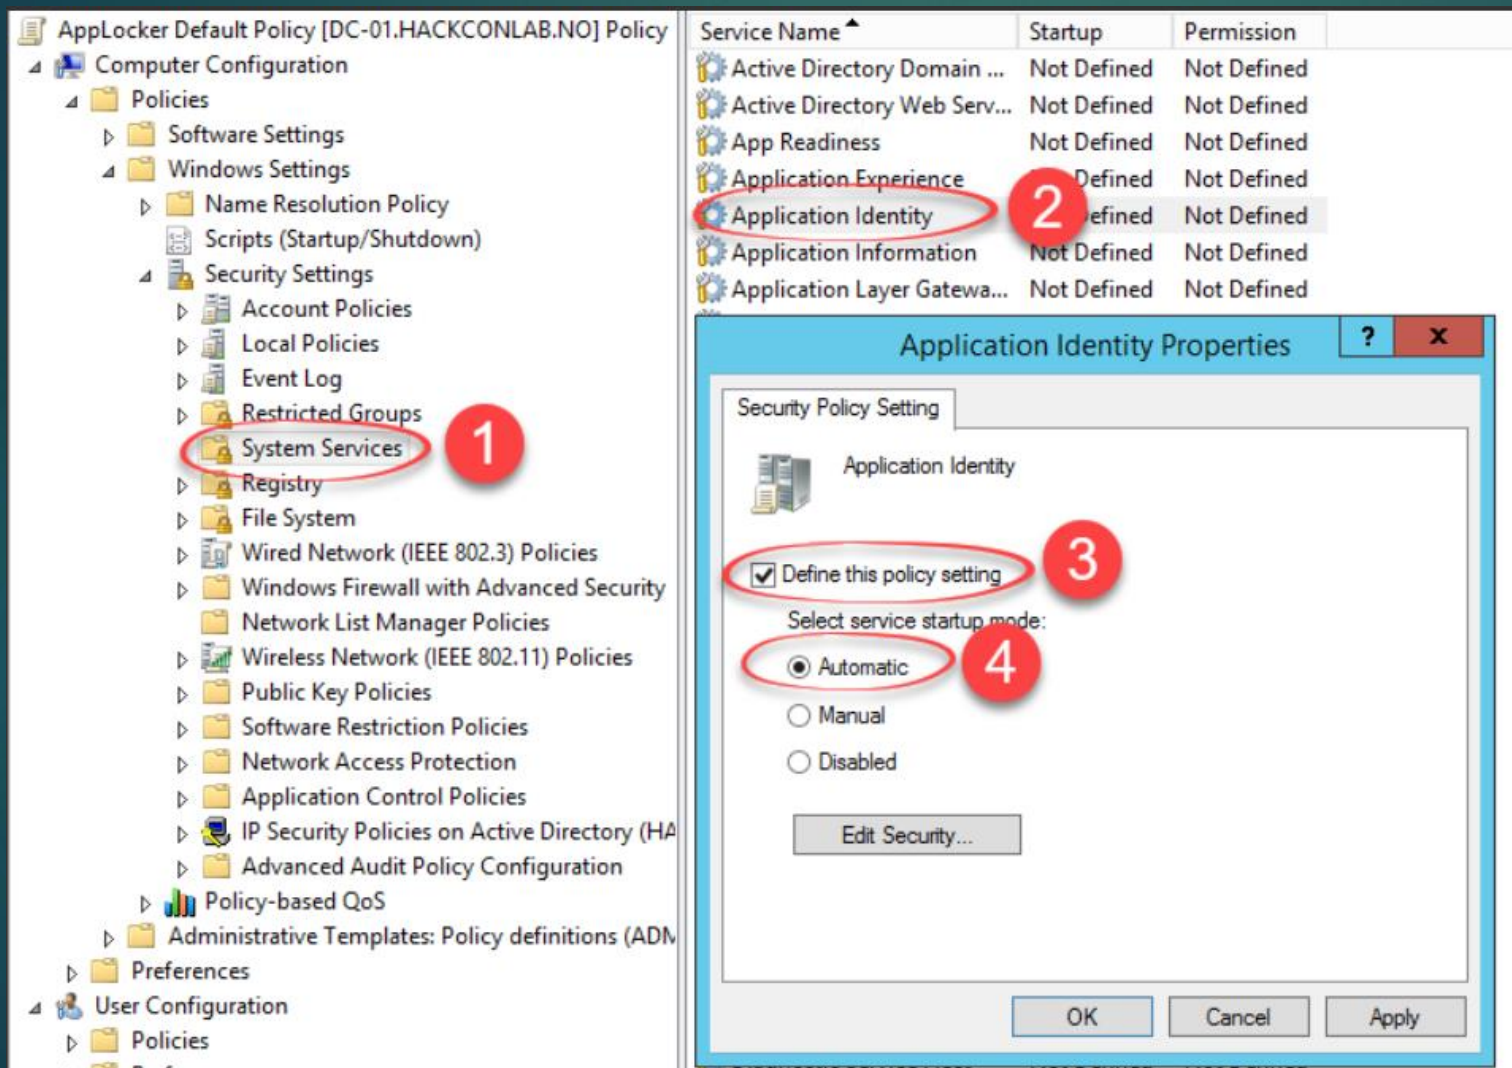 AppLocker Default Policy [DC-01.HACKCONLAB.NO] Policy
Computer Configuration
Policies
Software Settings
Windows Settings
Name Resolution Policy
Scripts (Startup/Shutdown)
Security Settings
Account Policies
Local Policies
Event Log
Restricted Groups
System Services
1
Registry
File System
Wired Network (IEEE 802.3) Policies
Windows Firewall with Advanced Security
Network List Manager Policies
Wireless Network (IEEE 802.11) Policies
Public Key Policies
Software Restriction Policies
Network Access Protection
Application Control Policies
IP Security Policies on Active Directory (HA
Advanced Audit Policy Configuration
Policy-based QoS
Administrative Templates: Policy definitions (ADM
Preferences
User Configuration
Policies
Service Name Startup Permission
Active Directory Domain ... Not Defined Not Defined
Active Directory Web Serv... Not Defined Not Defined
App Readiness Not Defined Not Defined
Application Experience Defined Not Defined
Application Identity 2 efined Not Defined
Application Information Not Defined Not Defined
Application Layer Gatewa... Not Defined Not Defined
Application Identity Properties ? x
Security Policy Setting
Application Identity
Define this policy setting 3
Select service startup mode:
Automatic 4
Manual
Disabled
Edit Security...
OK Cancel Apply